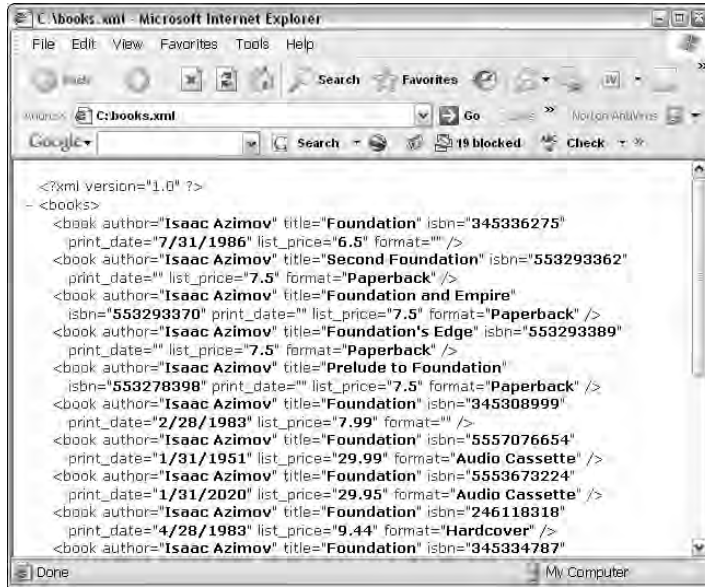 C:\books.xml - Microsoft Internet Explorer
File Edit View Favorites Tools Help
Back Search Favorites »
Address C:\books.xml Go Links » Norton AntiVirus
Google Search 19 blocked ABC Check »
<?xml version="1.0" ?>
- <books>
<book author="Isaac Azimov" title="Foundation" isbn="345336275"
print_date="7/31/1986" list_price="6.5" format="" />
<book author="Isaac Azimov" title="Second Foundation" isbn="553293362"
print_date="" list_price="7.5" format="Paperback" />
<book author="Isaac Azimov" title="Foundation and Empire"
isbn="553293370" print_date="" list_price="7.5" format="Paperback" />
<book author="Isaac Azimov" title="Foundation's Edge" isbn="553293389"
print_date="" list_price="7.5" format="Paperback" />
<book author="Isaac Azimov" title="Prelude to Foundation"
isbn="553278398" print_date="" list_price="7.5" format="Paperback" />
<book author="Isaac Azimov" title="Foundation" isbn="345308999"
print_date="2/28/1983" list_price="7.99" format="" />
<book author="Isaac Azimov" title="Foundation" isbn="5557076654"
print_date="1/31/1951" list_price="29.99" format="Audio Cassette" />
<book author="Isaac Azimov" title="Foundation" isbn="5553673224"
print_date="1/31/2020" list_price="29.95" format="Audio Cassette" />
<book author="Isaac Azimov" title="Foundation" isbn="246118318"
print_date="4/28/1983" list_price="9.44" format="Hardcover" />
<book author="Isaac Azimov" title="Foundation" isbn="345334787"
Done My Computer